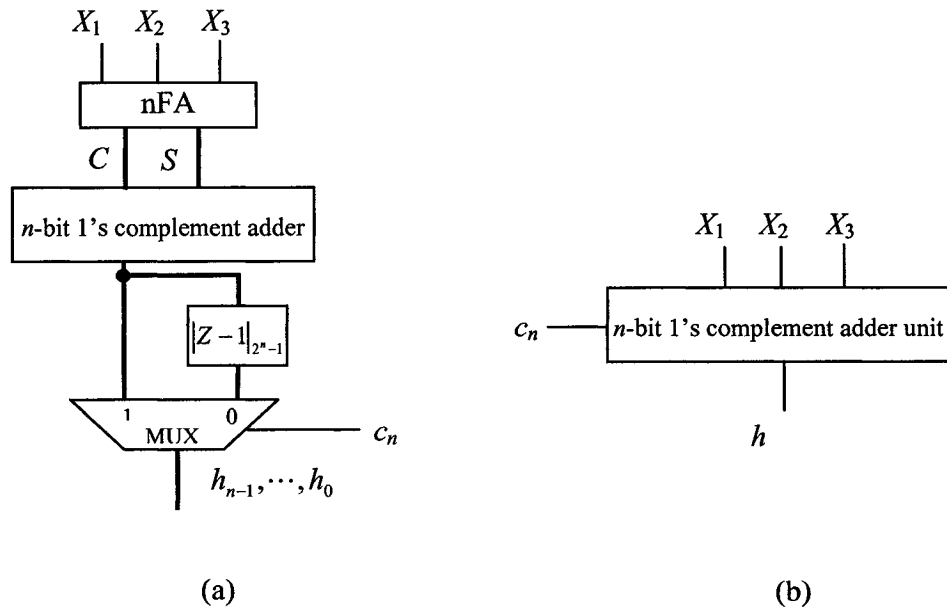 X₁ X₂ X₃
nFA
C S
n-bit 1's complement adder
|Z − 1|₂ⁿ₋₁
1 0
MUX
cₙ
hₙ₋₁, ⋯, h₀
(a)
X₁ X₂ X₃
cₙ
n-bit 1's complement adder unit
h
(b)